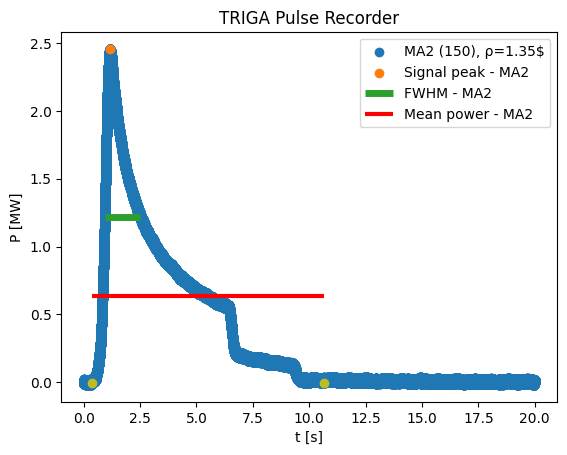 TRIGA Pulse Recorder
MA2 (150), ρ=1.35$
Signal peak - MA2
FWHM - MA2
Mean power - MA2
P [MW]
2.5
2.0
1.5
1.0
0.5
0.0
0.0 2.5 5.0 7.5 10.0 12.5 15.0 17.5 20.0
t [s]